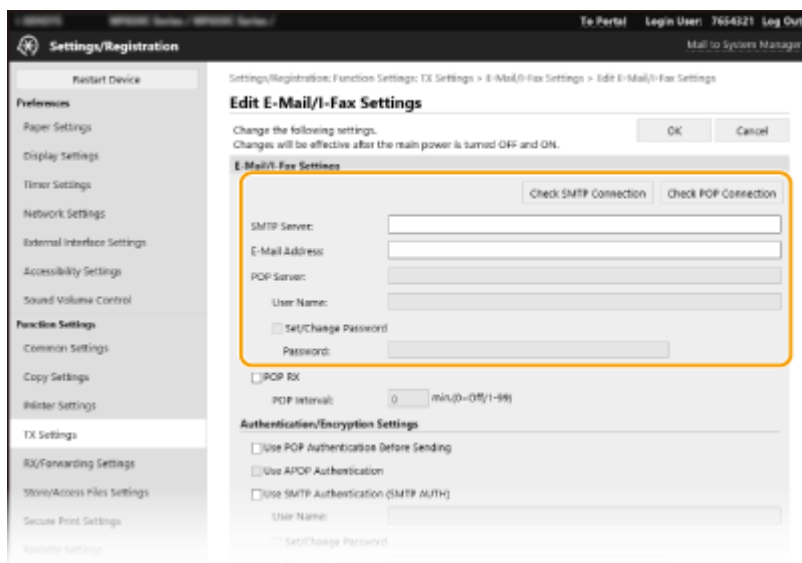 To Portal Login User: 7654321 Log Out
Settings/Registration
Mail to System Manager
Restart Device
Preferences
Paper Settings
Display Settings
Timer Settings
Network Settings
External Interface Settings
Accessibility Settings
Sound Volume Control
Function Settings
Common Settings
Copy Settings
Printer Settings
TX Settings
RX/Forwarding Settings
Store/Access Files Settings
Secure Print Settings
Favorite Settings
Settings/Registration: Function Settings: TX Settings > E-Mail/I-Fax Settings > Edit E-Mail/I-Fax Settings
Edit E-Mail/I-Fax Settings
Change the following settings.
Changes will be effective after the main power is turned OFF and ON.
OK Cancel
E-Mail/I-Fax Settings
Check SMTP Connection Check POP Connection
SMTP Server:
E-Mail Address:
POP Server:
User Name:
Set/Change Password
Password:
POP RX
POP Interval: 0 min.(0=Off/1-99)
Authentication/Encryption Settings
Use POP Authentication Before Sending
Use APOP Authentication
Use SMTP Authentication (SMTP AUTH)
User Name:
Set/Change Password